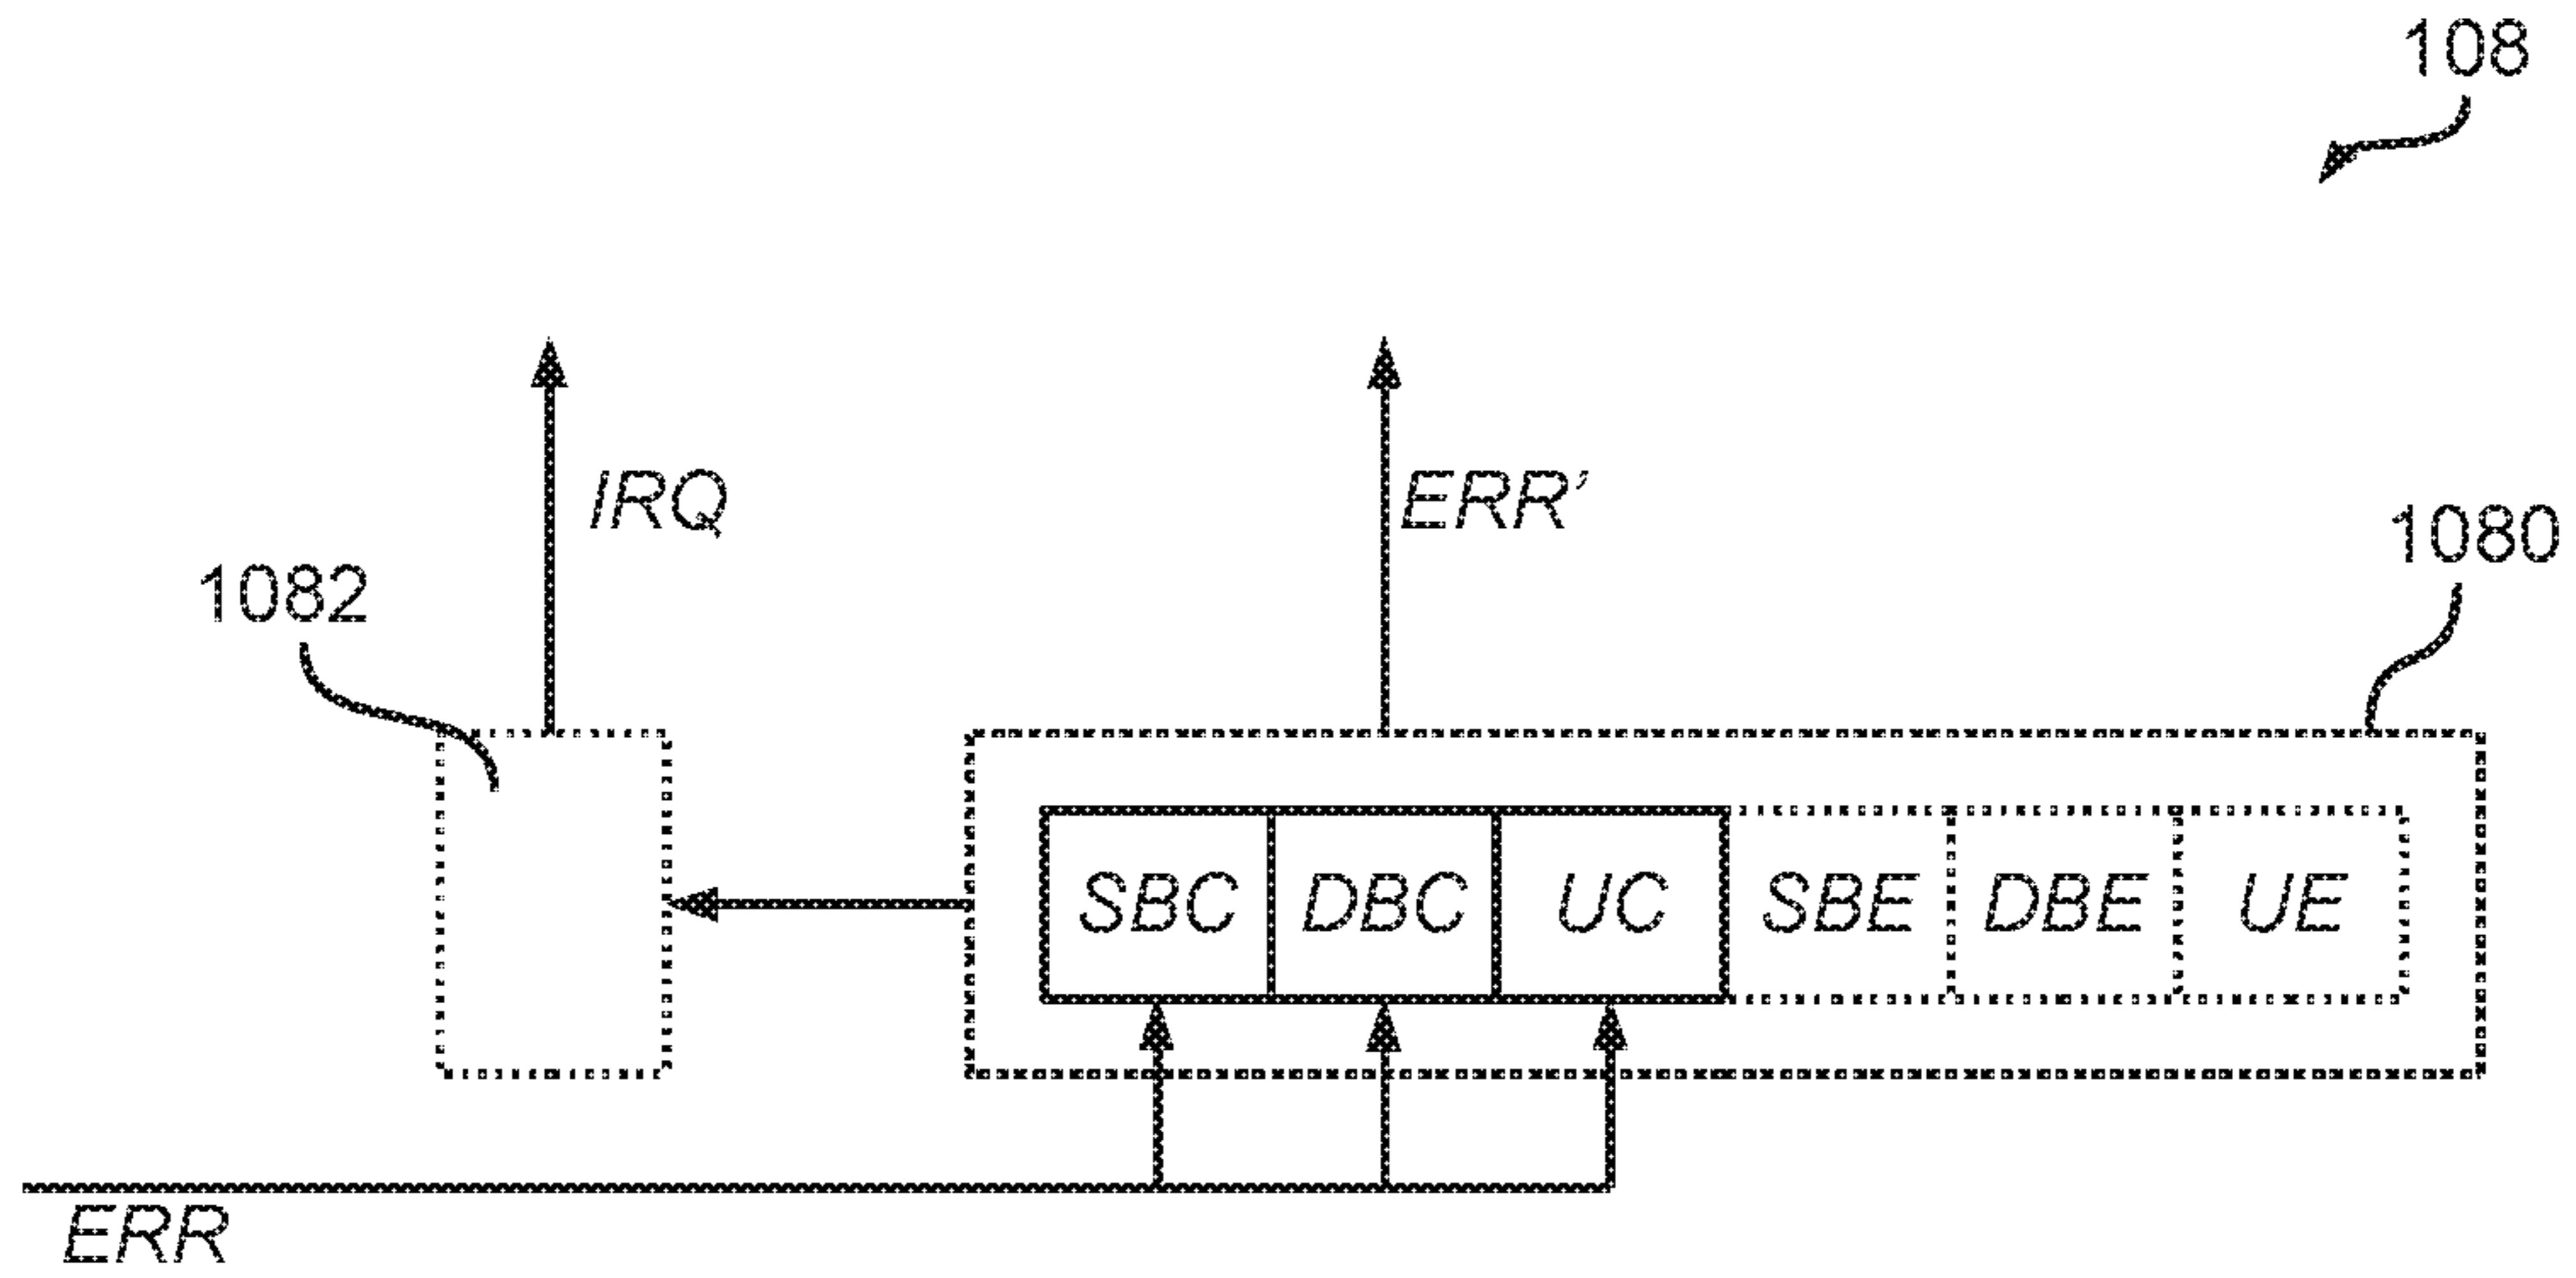 108
IRQ
ERR’
1080
1082
SBC DBC UC SBE DBE UE
ERR